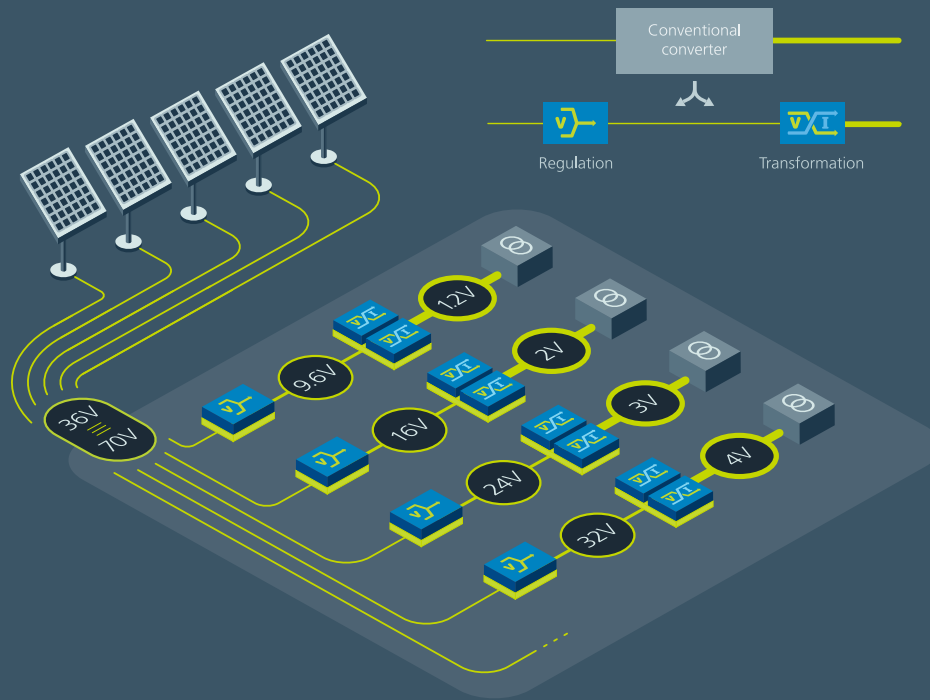 Conventional
converter
V
V I
Regulation
Transformation
1.2V
V I
V I
9.6V
V
2V
V I
V I
16V
V
3V
V I
V I
24V
V
4V
V I
V I
32V
V
36V
70V